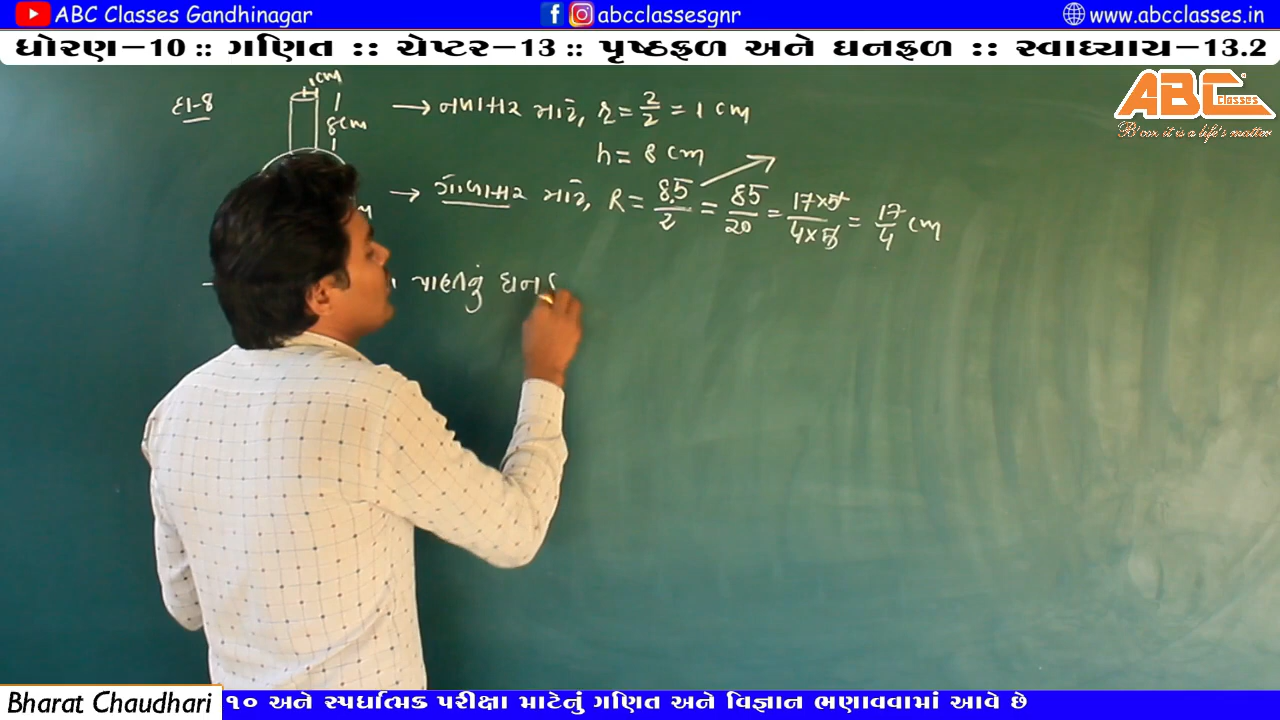 ABC Classes Gandhinagar
abcclassesgnr
www.abcclasses.in
ધોરણ-10 :: ગણિત :: ચેપ્ટર-13 :: પૃષ્ઠફળ અને ઘનફળ :: સ્વાધ્યાય-13.2
ABC Classes
B'coz it is a life's matter
દા-8
1cm
8cm
→ નળાકાર માટે, r = 2/2 = 1 cm
h = 8 cm
→ ગોળાકાર માટે, R = 8.5/2 = 85/20 = 17×5/4×5 = 17/4 cm
પાણીનું ઘન
Bharat Chaudhari
૧૦ અને સ્પર્ધાત્મક પરીક્ષા માટેનું ગણિત અને વિજ્ઞાન ભણાવવામાં આવે છે